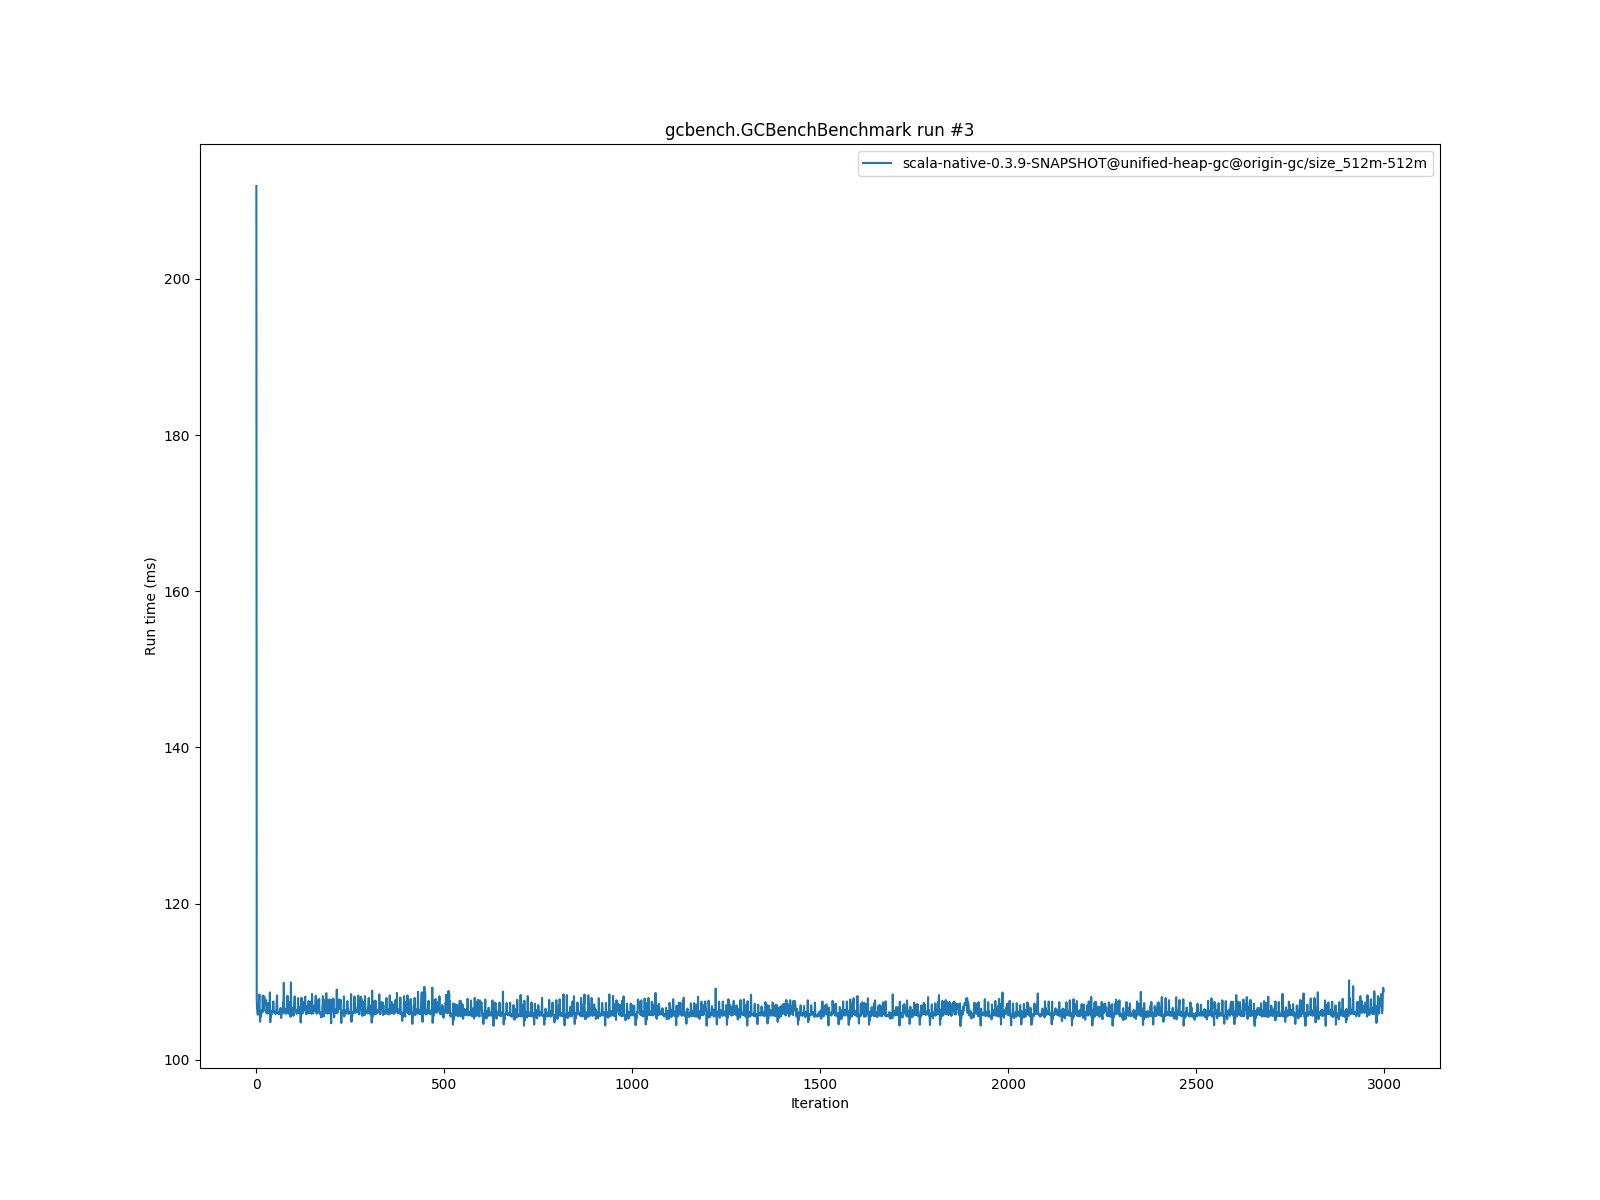 gcbench.GCBenchBenchmark run #3
scala-native-0.3.9-SNAPSHOT@unified-heap-gc@origin-gc/size_512m-512m
200
180
160
140
120
100
Run time (ms)
0 500 1000 1500 2000 2500 3000
Iteration